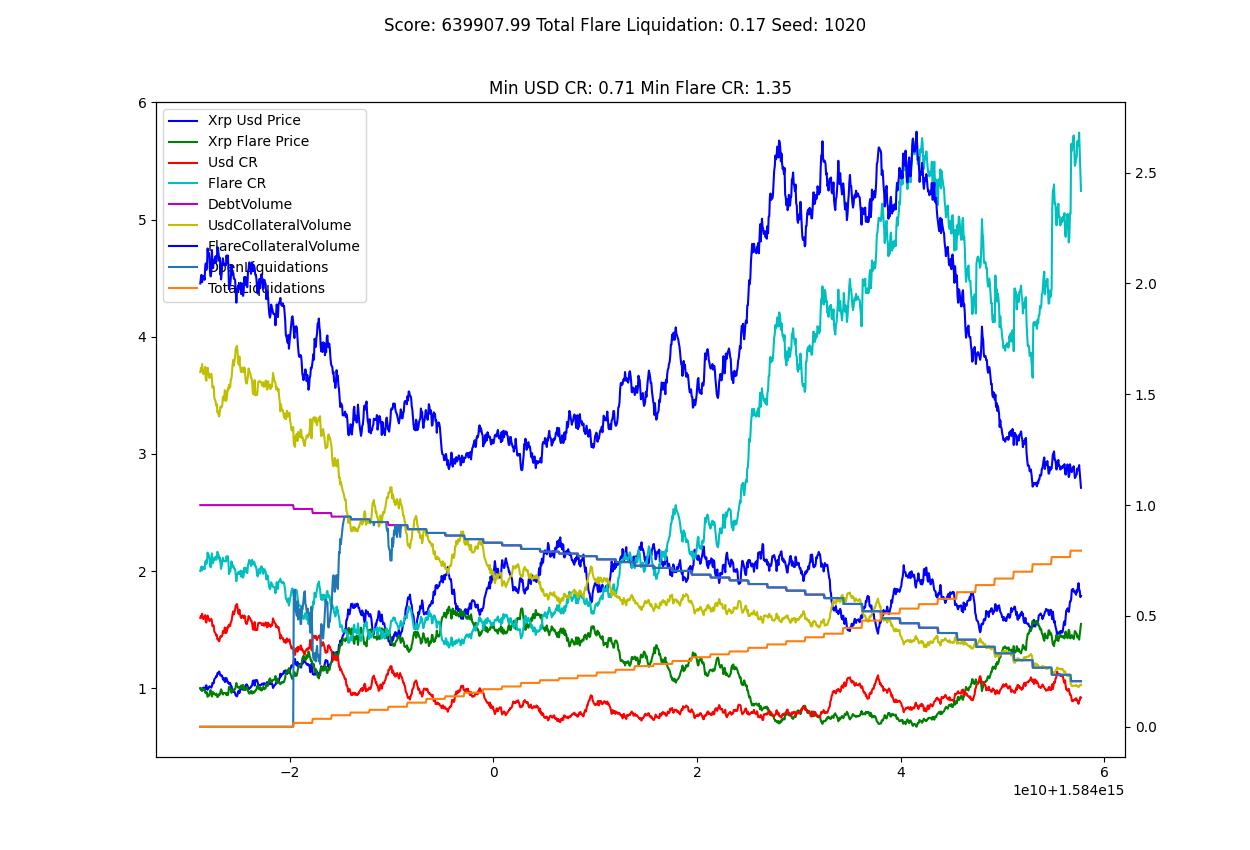 Score: 639907.99 Total Flare Liquidation: 0.17 Seed: 1020
Min USD CR: 0.71 Min Flare CR: 1.35
Xrp Usd Price
Xrp Flare Price
Usd CR
Flare CR
DebtVolume
UsdCollateralVolume
FlareCollateralVolume
OpenLiquidations
TotalLiquidations
6
5
4
3
2
1
2.5
2.0
1.5
1.0
0.5
0.0
−2
0
2
4
6
1e10+1.584e15